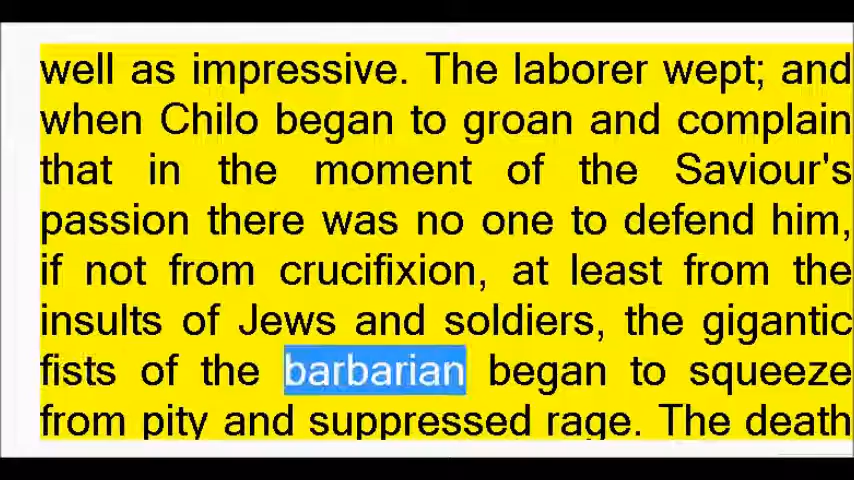 well as impressive. The laborer wept; and
when Chilo began to groan and complain
that in the moment of the Saviour's
passion there was no one to defend him,
if not from crucifixion, at least from the
insults of Jews and soldiers, the gigantic
fists of the barbarian began to squeeze
from pity and suppressed rage. The death